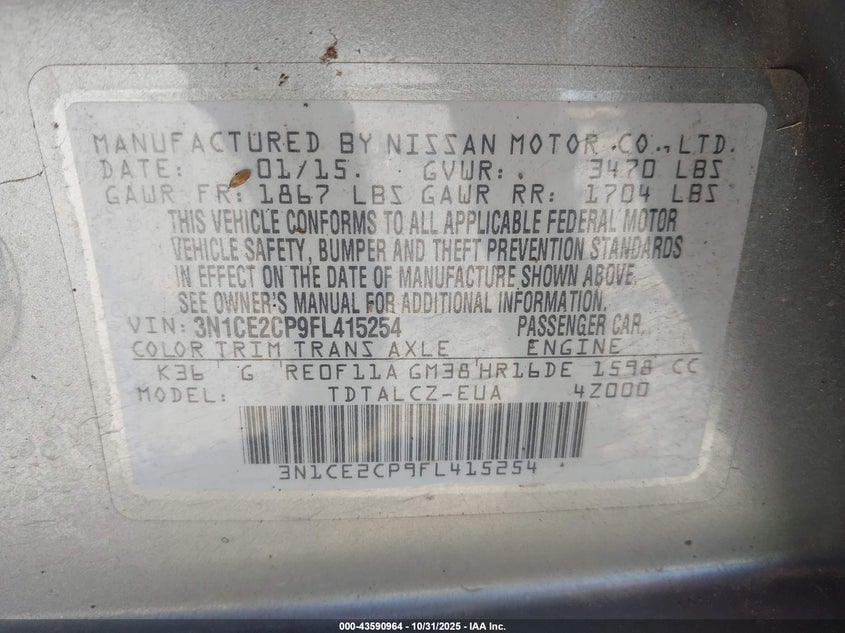 MANUFACTURED BY NISSAN MOTOR CO., LTD.
DATE: 01/15. GVWR: 3470 LBS
GAWR FR: 1867 LBS GAWR RR: 1704 LBS
THIS VEHICLE CONFORMS TO ALL APPLICABLE FEDERAL MOTOR
VEHICLE SAFETY, BUMPER AND THEFT PREVENTION STANDARDS
IN EFFECT ON THE DATE OF MANUFACTURE SHOWN ABOVE.
SEE OWNER'S MANUAL FOR ADDITIONAL INFORMATION.
VIN: 3N1CE2CP9FL415254 PASSENGER CAR.
COLOR TRIM TRANS AXLE ENGINE
K36 G RE0F11A GM38 HR16DE 1598 CC
MODEL: TDTALCZ-EUA 4Z000
3N1CE2CP9FL415254
000-43590964 - 10/31/2025 - IAA Inc.